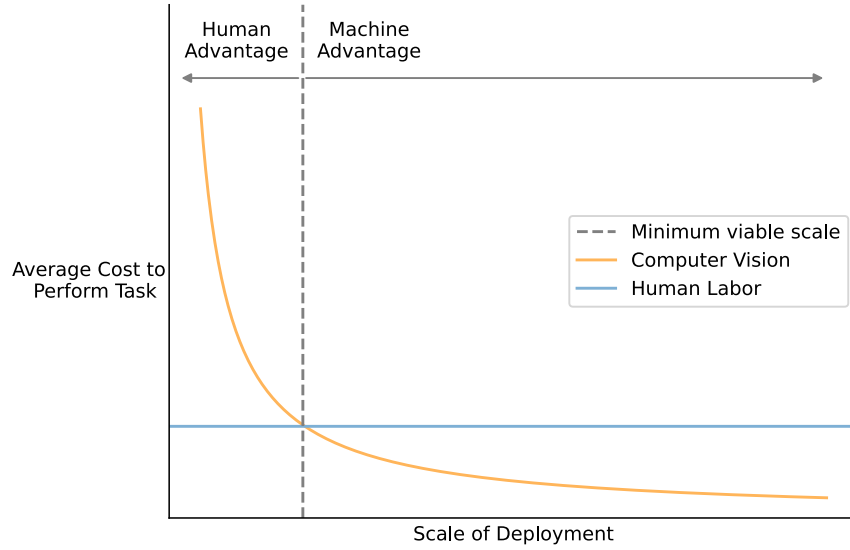 Human
Advantage
Machine
Advantage
Average Cost to
Perform Task
Minimum viable scale
Computer Vision
Human Labor
Scale of Deployment